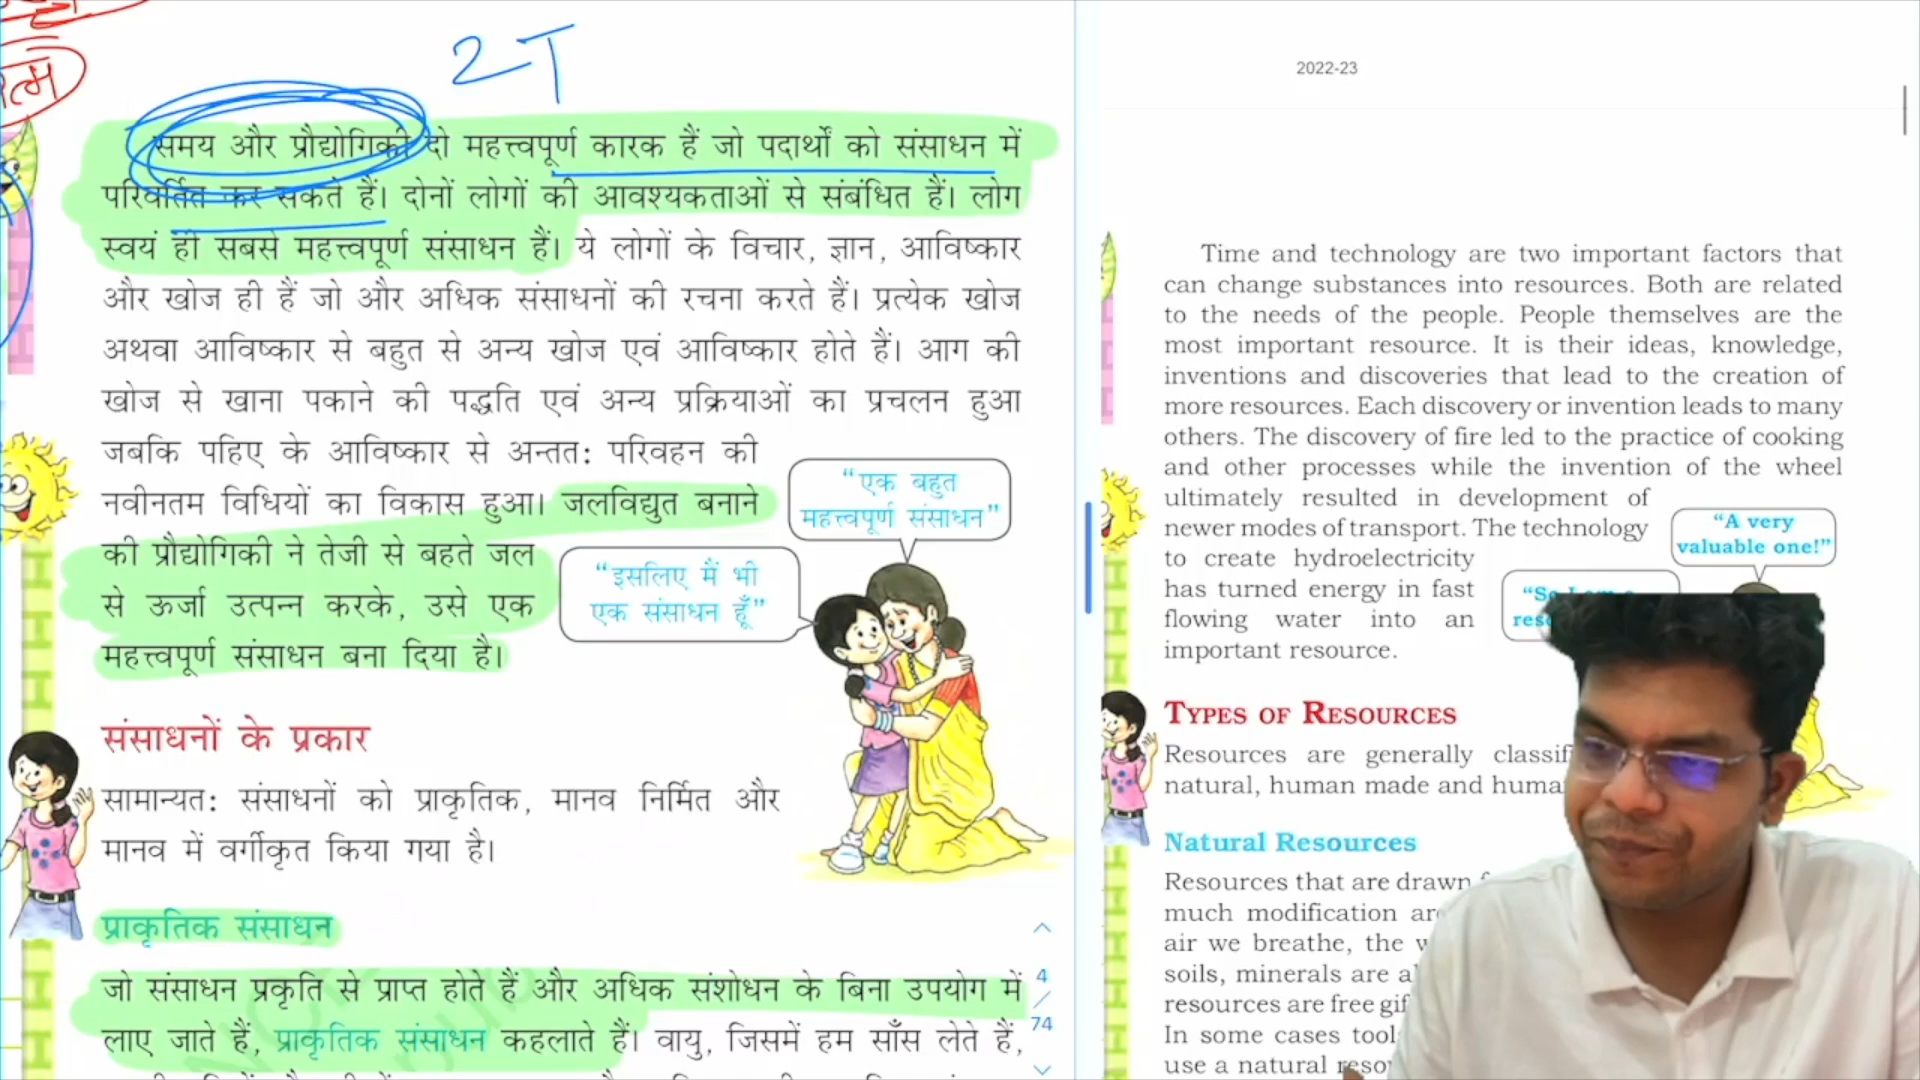 त्म
2T
समय और प्रौद्योगिकी दो महत्त्वपूर्ण कारक हैं जो पदार्थों को संसाधन में
परिवर्तित कर सकते हैं। दोनों लोगों की आवश्यकताओं से संबंधित हैं। लोग
स्वयं ही सबसे महत्त्वपूर्ण संसाधन हैं। ये लोगों के विचार, ज्ञान, आविष्कार
और खोज ही हैं जो और अधिक संसाधनों की रचना करते हैं। प्रत्येक खोज
अथवा आविष्कार से बहुत से अन्य खोज एवं आविष्कार होते हैं। आग की
खोज से खाना पकाने की पद्धति एवं अन्य प्रक्रियाओं का प्रचलन हुआ
जबकि पहिए के आविष्कार से अन्तत: परिवहन की
नवीनतम विधियों का विकास हुआ। जलविद्युत बनाने
की प्रौद्योगिकी ने तेजी से बहते जल
से ऊर्जा उत्पन्न करके, उसे एक
महत्त्वपूर्ण संसाधन बना दिया है।
“एक बहुत
महत्त्वपूर्ण संसाधन”
“इसलिए मैं भी
एक संसाधन हूँ”
संसाधनों के प्रकार
सामान्यत: संसाधनों को प्राकृतिक, मानव निर्मित और
मानव में वर्गीकृत किया गया है।
प्राकृतिक संसाधन
जो संसाधन प्रकृति से प्राप्त होते हैं और अधिक संशोधन के बिना उपयोग में
लाए जाते हैं, प्राकृतिक संसाधन कहलाते हैं। वायु, जिसमें हम साँस लेते हैं,
4
/
74
2022-23
Time and technology are two important factors that
can change substances into resources. Both are related
to the needs of the people. People themselves are the
most important resource. It is their ideas, knowledge,
inventions and discoveries that lead to the creation of
more resources. Each discovery or invention leads to many
others. The discovery of fire led to the practice of cooking
and other processes while the invention of the wheel
ultimately resulted in development of
newer modes of transport. The technology
to create hydroelectricity
has turned energy in fast
flowing water into an
important resource.
“A very
valuable one!”
TYPES OF RESOURCES
Resources are generally classif
natural, human made and huma
Natural Resources
Resources that are drawn
much modification ar
air we breathe, the w
soils, minerals are a
resources are free gif
In some cases tool
use a natural reso